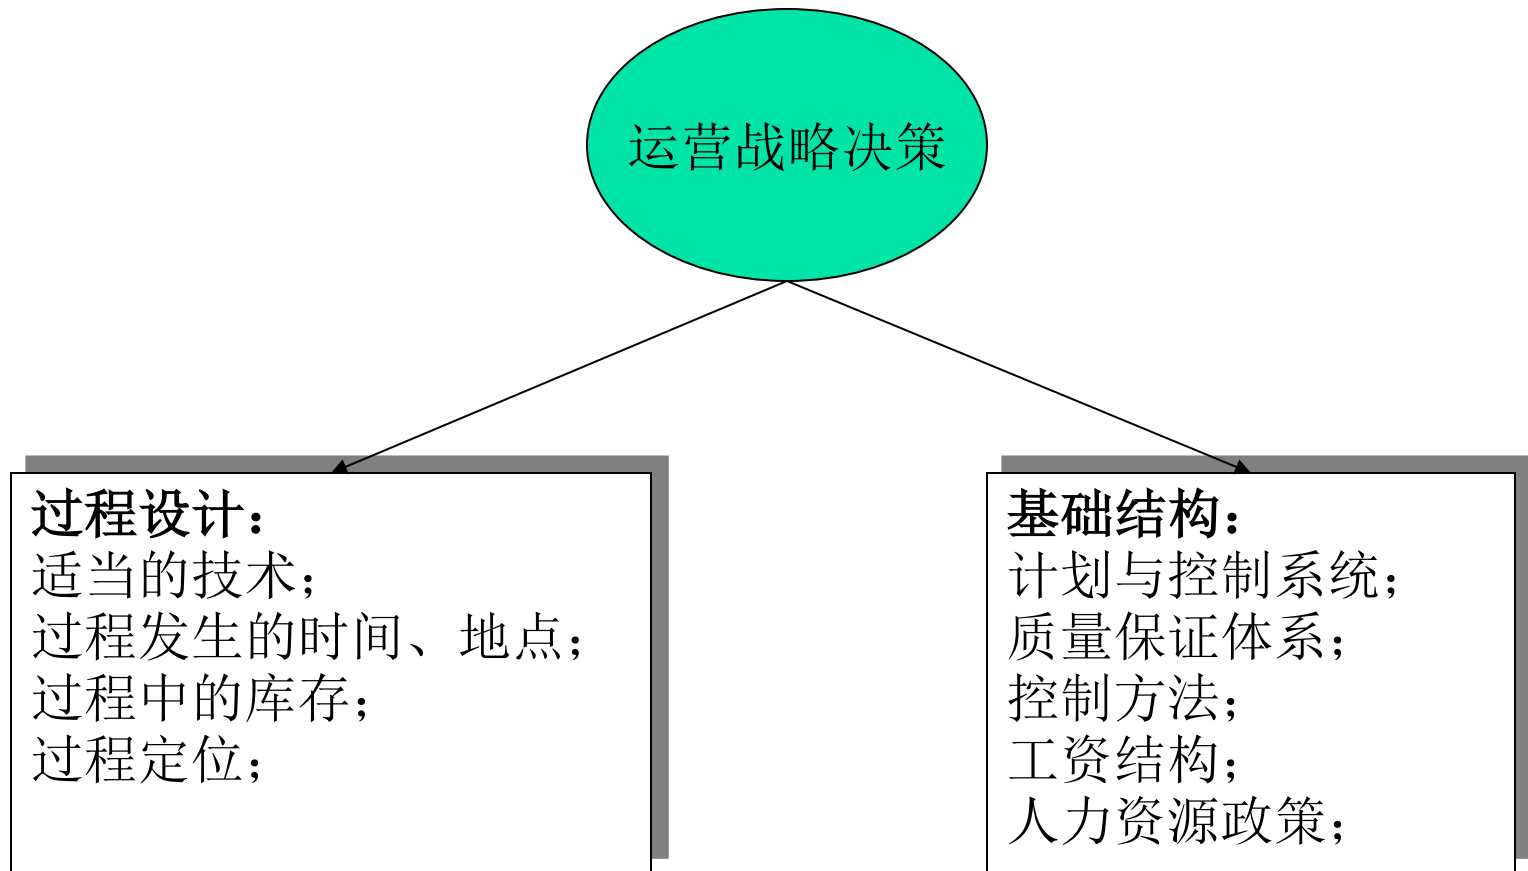 运营战略决策
过程设计：
适当的技术；
过程发生的时间、地点；
过程中的库存；
过程定位；
基础结构：
计划与控制系统；
质量保证体系；
控制方法；
工资结构；
人力资源政策；